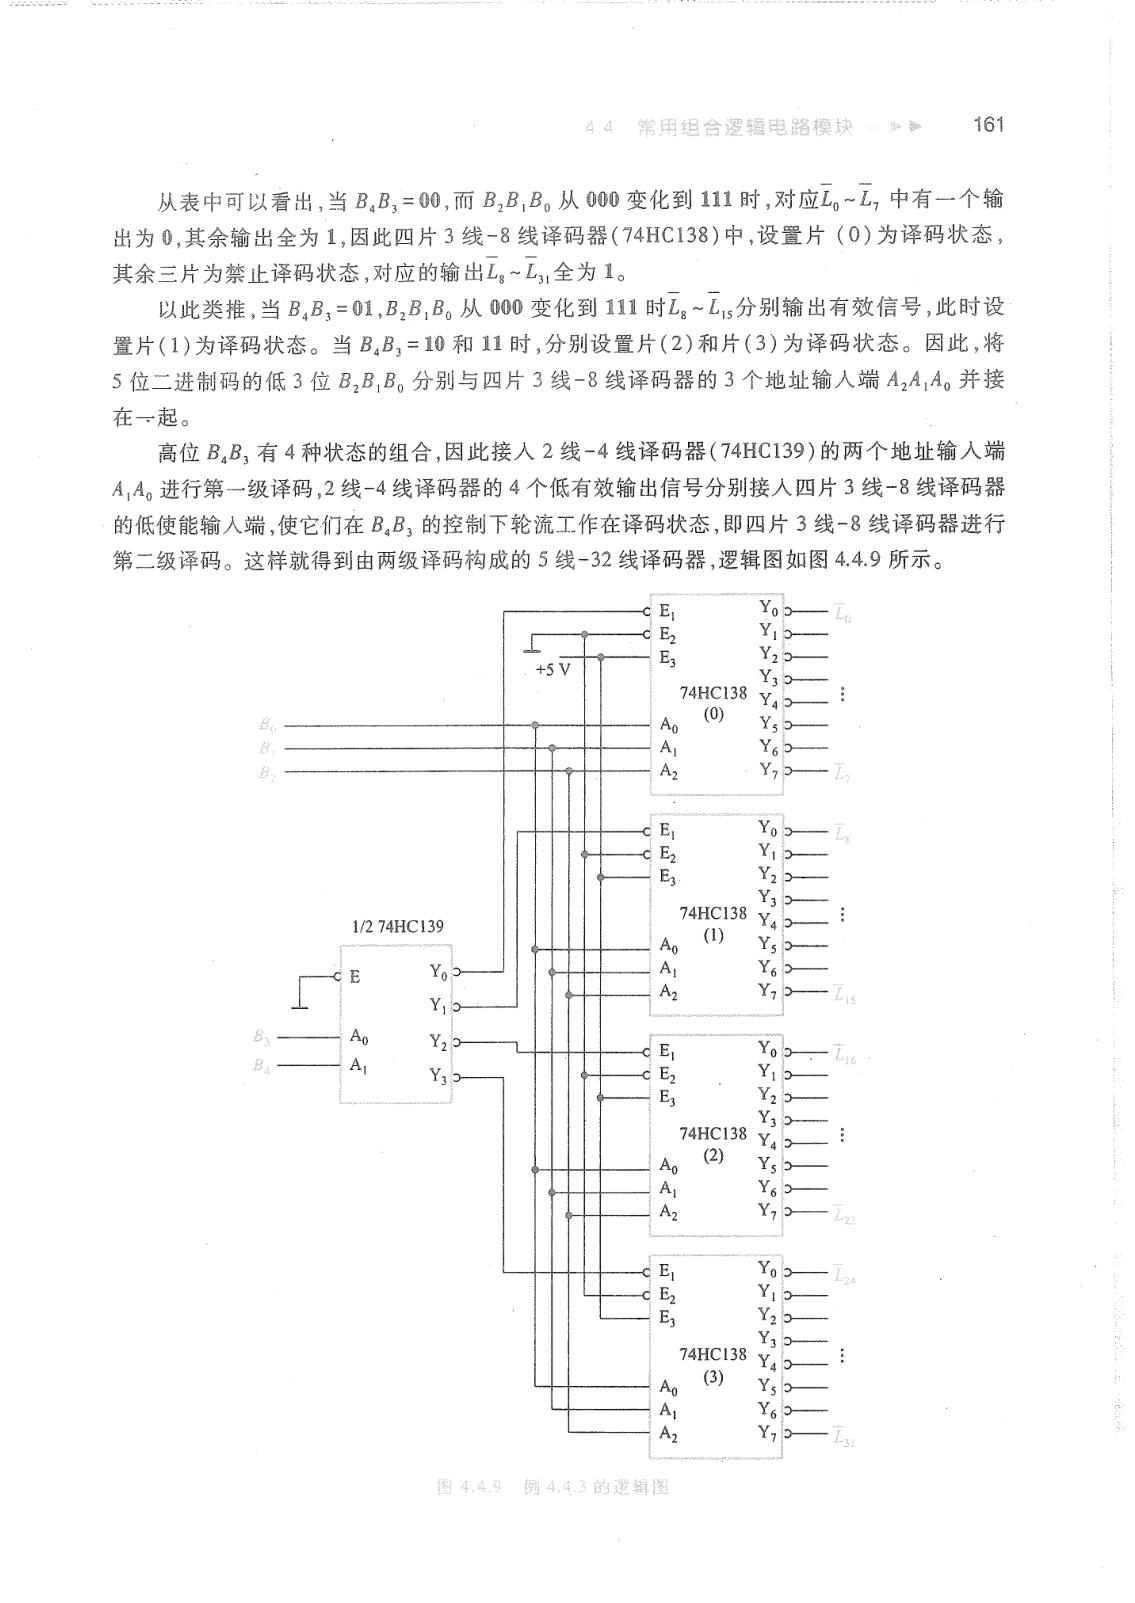 4.4 常用组合逻辑电路模块 161
从表中可以看出,当 B₄B₃=00,而 B₂B₁B₀ 从 000 变化到 111 时,对应L̅₀~L̅₇ 中有一个输
出为 0,其余输出全为 1,因此四片 3 线-8 线译码器(74HC138)中,设置片 (0)为译码状态,
其余三片为禁止译码状态,对应的输出L̅₈~L̅₃₁全为 1。
以此类推,当 B₄B₃=01,B₂B₁B₀ 从 000 变化到 111 时L̅₈~L̅₁₅分别输出有效信号,此时设
置片(1)为译码状态。当 B₄B₃=10 和 11 时,分别设置片(2)和片(3)为译码状态。因此,将
5 位二进制码的低 3 位 B₂B₁B₀ 分别与四片 3 线-8 线译码器的 3 个地址输入端 A₂A₁A₀ 并接
在一起。
高位 B₄B₃ 有 4 种状态的组合,因此接入 2 线-4 线译码器(74HC139)的两个地址输入端
A₁A₀ 进行第一级译码,2 线-4 线译码器的 4 个低有效输出信号分别接入四片 3 线-8 线译码器
的低使能输入端,使它们在 B₄B₃ 的控制下轮流工作在译码状态,即四片 3 线-8 线译码器进行
第二级译码。这样就得到由两级译码构成的 5 线-32 线译码器,逻辑图如图 4.4.9 所示。
E₁ Y₀ L̅₀
E₂ Y₁
+5 V E₃ Y₂
Y₃
74HC138 Y₄ ⋮
(0)
B₀ A₀ Y₅
B₁ A₁ Y₆
B₂ A₂ Y₇ L̅₇
E₁ Y₀ L̅₈
E₂ Y₁
E₃ Y₂
Y₃
74HC138 Y₄ ⋮
(1)
A₀ Y₅
A₁ Y₆
A₂ Y₇ L̅₁₅
1/2 74HC139
E Y₀
Y₁
B₃ A₀ Y₂
B₄ A₁ Y₃
E₁ Y₀ L̅₁₆
E₂ Y₁
E₃ Y₂
Y₃
74HC138 Y₄ ⋮
(2)
A₀ Y₅
A₁ Y₆
A₂ Y₇ L̅₂₃
E₁ Y₀ L̅₂₄
E₂ Y₁
E₃ Y₂
Y₃
74HC138 Y₄ ⋮
(3)
A₀ Y₅
A₁ Y₆
A₂ Y₇ L̅₃₁
图 4.4.9 例 4.4.3 的逻辑图